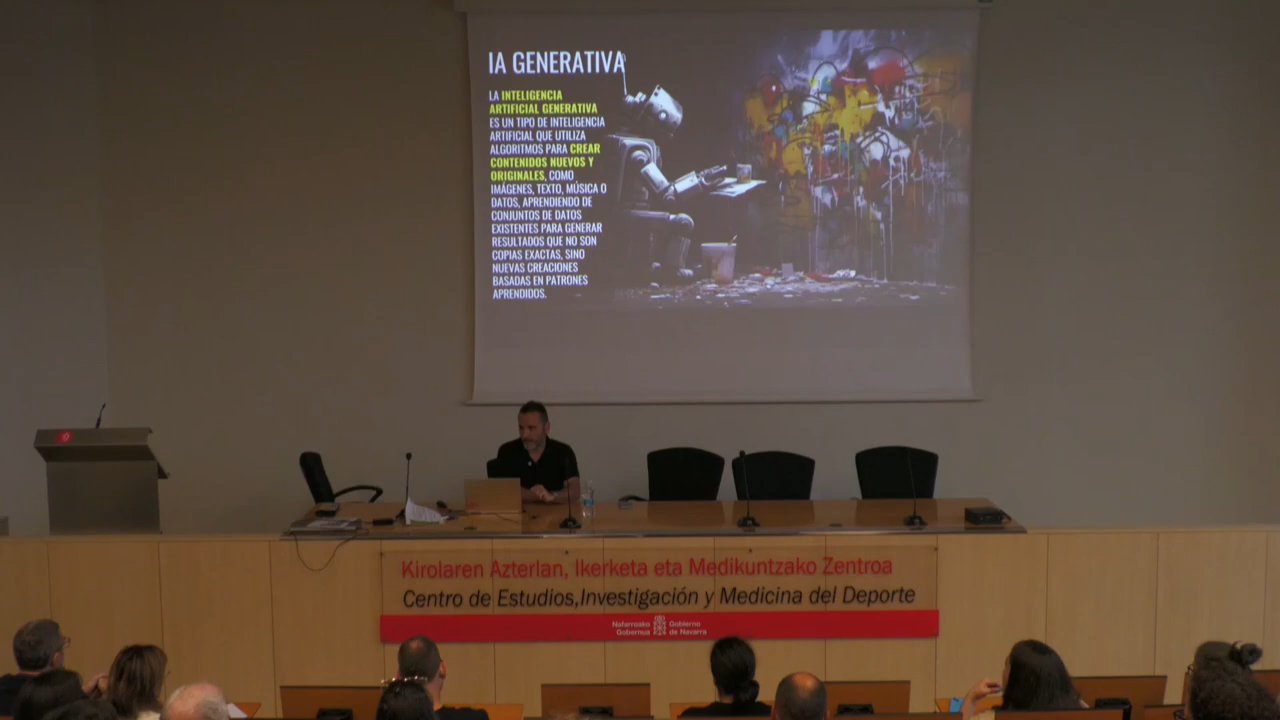 IA GENERATIVA
LA INTELIGENCIA
ARTIFICIAL GENERATIVA
ES UN TIPO DE INTELIGENCIA
ARTIFICIAL QUE UTILIZA
ALGORITMOS PARA CREAR
CONTENIDOS NUEVOS Y
ORIGINALES, COMO
IMÁGENES, TEXTO, MÚSICA O
DATOS, APRENDIENDO DE
CONJUNTOS DE DATOS
EXISTENTES PARA GENERAR
RESULTADOS QUE NO SON
COPIAS EXACTAS, SINO
NUEVAS CREACIONES
BASADAS EN PATRONES
APRENDIDOS.
Kirolaren Azterlan, Ikerketa eta Medikuntzako Zentroa
Centro de Estudios,Investigación y Medicina del Deporte
Nafarroako Gobierno
Gobernua de Navarra